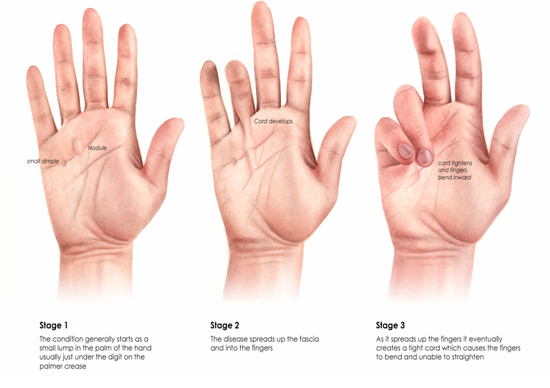 small dimple
Nodule
Cord develops
cord tightens
and fingers
bend inward
Stage 1
The condition generally starts as a
small lump in the palm of the hand
usually just under the digit on the
palmer crease
Stage 2
The disease spreads up the fascia
and into the fingers
Stage 3
As it spreads up the fingers it eventually
creates a tight cord which causes the fingers
to bend and unable to straighten